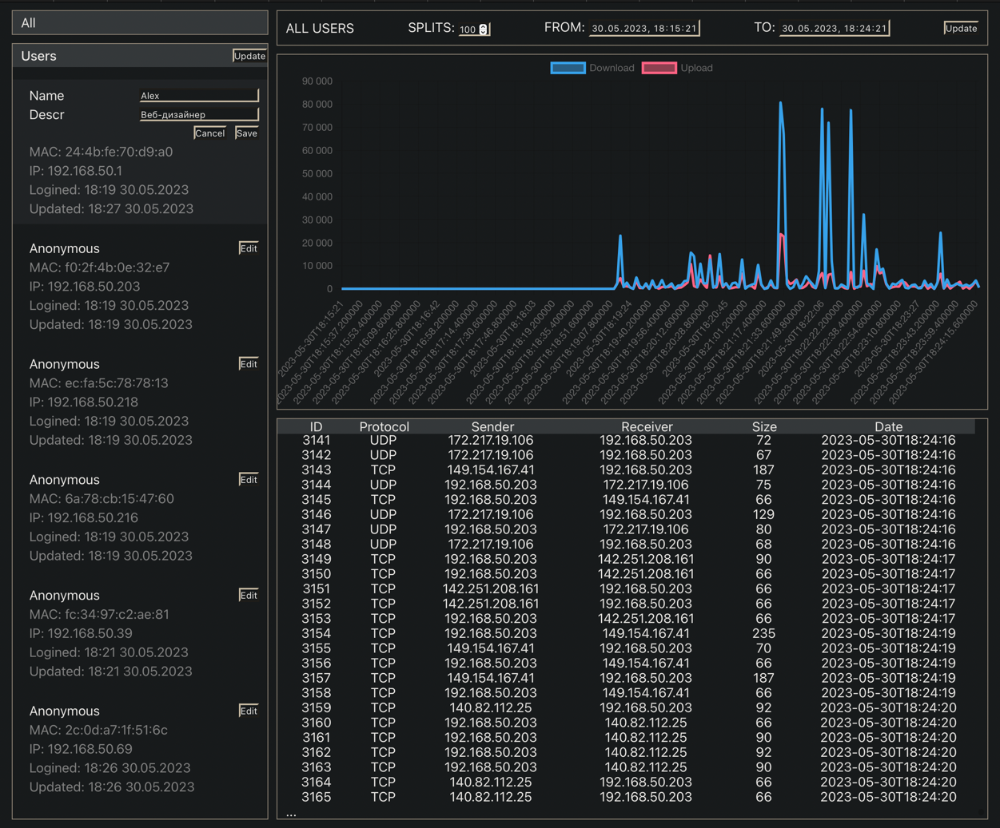 All
Users
Update
Name Alex
Descr Веб-дизайнер
Cancel Save
MAC: 24:4b:fe:70:d9:a0
IP: 192.168.50.1
Logined: 18:19 30.05.2023
Updated: 18:27 30.05.2023
Anonymous Edit
MAC: f0:2f:4b:0e:32:e7
IP: 192.168.50.203
Logined: 18:19 30.05.2023
Updated: 18:19 30.05.2023
Anonymous Edit
MAC: ec:fa:5c:78:78:13
IP: 192.168.50.218
Logined: 18:19 30.05.2023
Updated: 18:19 30.05.2023
Anonymous Edit
MAC: 6a:78:cb:15:47:60
IP: 192.168.50.216
Logined: 18:19 30.05.2023
Updated: 18:19 30.05.2023
Anonymous Edit
MAC: fc:34:97:c2:ae:81
IP: 192.168.50.39
Logined: 18:21 30.05.2023
Updated: 18:21 30.05.2023
Anonymous Edit
MAC: 2c:0d:a7:1f:51:6c
IP: 192.168.50.69
Logined: 18:26 30.05.2023
Updated: 18:26 30.05.2023
ALL USERS SPLITS: 100 FROM: 30.05.2023, 18:15:21 TO: 30.05.2023, 18:24:21 Update
Download Upload
90 000
80 000
70 000
60 000
50 000
40 000
30 000
20 000
10 000
0
2023-05-30T18:15:21
2023-05-30T18:15:37.200000
2023-05-30T18:15:53.400000
2023-05-30T18:16:09.600000
2023-05-30T18:16:25.800000
2023-05-30T18:16:42
2023-05-30T18:16:58.200000
2023-05-30T18:17:14.400000
2023-05-30T18:17:30.600000
2023-05-30T18:17:46.800000
2023-05-30T18:18:03
2023-05-30T18:18:19.200000
2023-05-30T18:18:35.400000
2023-05-30T18:18:51.600000
2023-05-30T18:19:07.800000
2023-05-30T18:19:24
2023-05-30T18:19:40.200000
2023-05-30T18:19:56.400000
2023-05-30T18:20:12.600000
2023-05-30T18:20:28.800000
2023-05-30T18:20:45
2023-05-30T18:21:01.200000
2023-05-30T18:21:17.400000
2023-05-30T18:21:33.600000
2023-05-30T18:21:49.800000
2023-05-30T18:22:06
2023-05-30T18:22:22.200000
2023-05-30T18:22:38.400000
2023-05-30T18:22:54.600000
2023-05-30T18:23:10.800000
2023-05-30T18:23:27
2023-05-30T18:23:43.200000
2023-05-30T18:23:59.400000
2023-05-30T18:24:15.600000
ID Protocol Sender Receiver Size Date
3141 UDP 172.217.19.106 192.168.50.203 72 2023-05-30T18:24:16
3142 UDP 172.217.19.106 192.168.50.203 67 2023-05-30T18:24:16
3143 TCP 149.154.167.41 192.168.50.203 187 2023-05-30T18:24:16
3144 UDP 192.168.50.203 172.217.19.106 75 2023-05-30T18:24:16
3145 TCP 192.168.50.203 149.154.167.41 66 2023-05-30T18:24:16
3146 UDP 172.217.19.106 192.168.50.203 129 2023-05-30T18:24:16
3147 UDP 192.168.50.203 172.217.19.106 80 2023-05-30T18:24:16
3148 UDP 172.217.19.106 192.168.50.203 68 2023-05-30T18:24:16
3149 TCP 192.168.50.203 142.251.208.161 90 2023-05-30T18:24:17
3150 TCP 192.168.50.203 142.251.208.161 66 2023-05-30T18:24:17
3151 TCP 142.251.208.161 192.168.50.203 66 2023-05-30T18:24:17
3152 TCP 142.251.208.161 192.168.50.203 66 2023-05-30T18:24:17
3153 TCP 192.168.50.203 142.251.208.161 66 2023-05-30T18:24:17
3154 TCP 192.168.50.203 149.154.167.41 235 2023-05-30T18:24:19
3155 TCP 149.154.167.41 192.168.50.203 70 2023-05-30T18:24:19
3156 TCP 192.168.50.203 149.154.167.41 66 2023-05-30T18:24:19
3157 TCP 149.154.167.41 192.168.50.203 187 2023-05-30T18:24:19
3158 TCP 192.168.50.203 149.154.167.41 66 2023-05-30T18:24:19
3159 TCP 140.82.112.25 192.168.50.203 92 2023-05-30T18:24:20
3160 TCP 192.168.50.203 140.82.112.25 66 2023-05-30T18:24:20
3161 TCP 192.168.50.203 140.82.112.25 90 2023-05-30T18:24:20
3162 TCP 192.168.50.203 140.82.112.25 92 2023-05-30T18:24:20
3163 TCP 192.168.50.203 140.82.112.25 90 2023-05-30T18:24:20
3164 TCP 140.82.112.25 192.168.50.203 66 2023-05-30T18:24:20
3165 TCP 140.82.112.25 192.168.50.203 66 2023-05-30T18:24:20
...